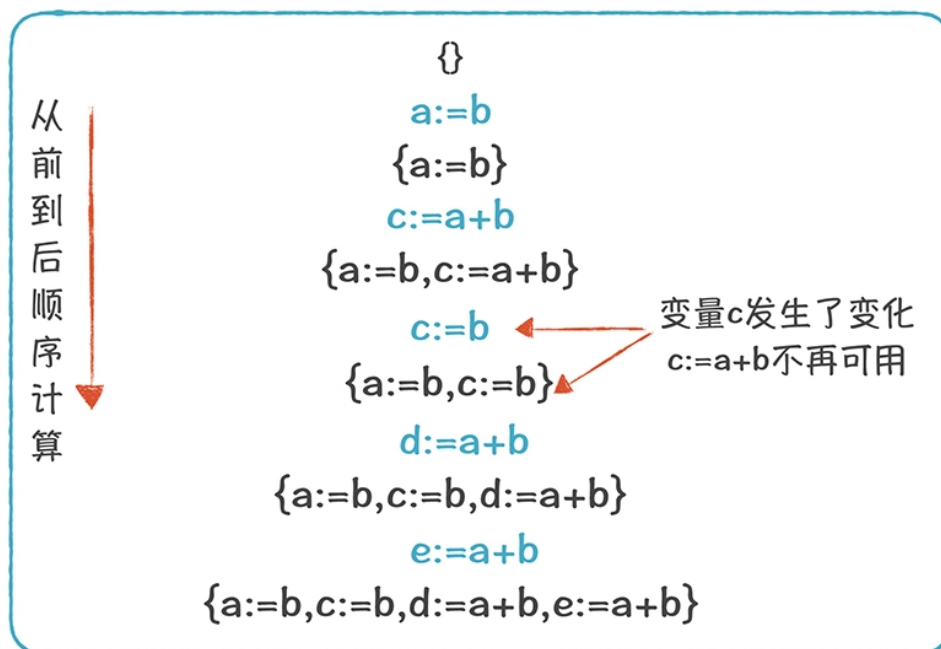 从前到后顺序计算
{}
a:=b
{a:=b}
c:=a+b
{a:=b,c:=a+b}
c:=b
变量c发生了变化
c:=a+b不再可用
{a:=b,c:=b}
d:=a+b
{a:=b,c:=b,d:=a+b}
e:=a+b
{a:=b,c:=b,d:=a+b,e:=a+b}